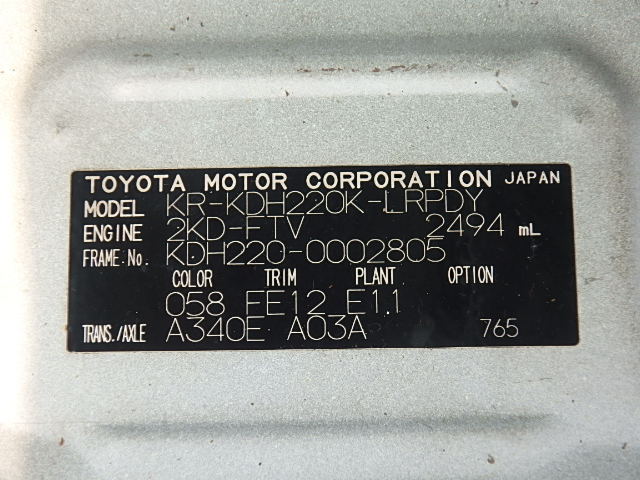 TOYOTA MOTOR CORPORATION JAPAN
MODEL KR-KDH220K-LRPDY
ENGINE 2KD-FTV 2494 mL
FRAME No. KDH220-0002805
COLOR TRIM PLANT OPTION
058 FE12 E11
TRANS./AXLE A340E A03A 765